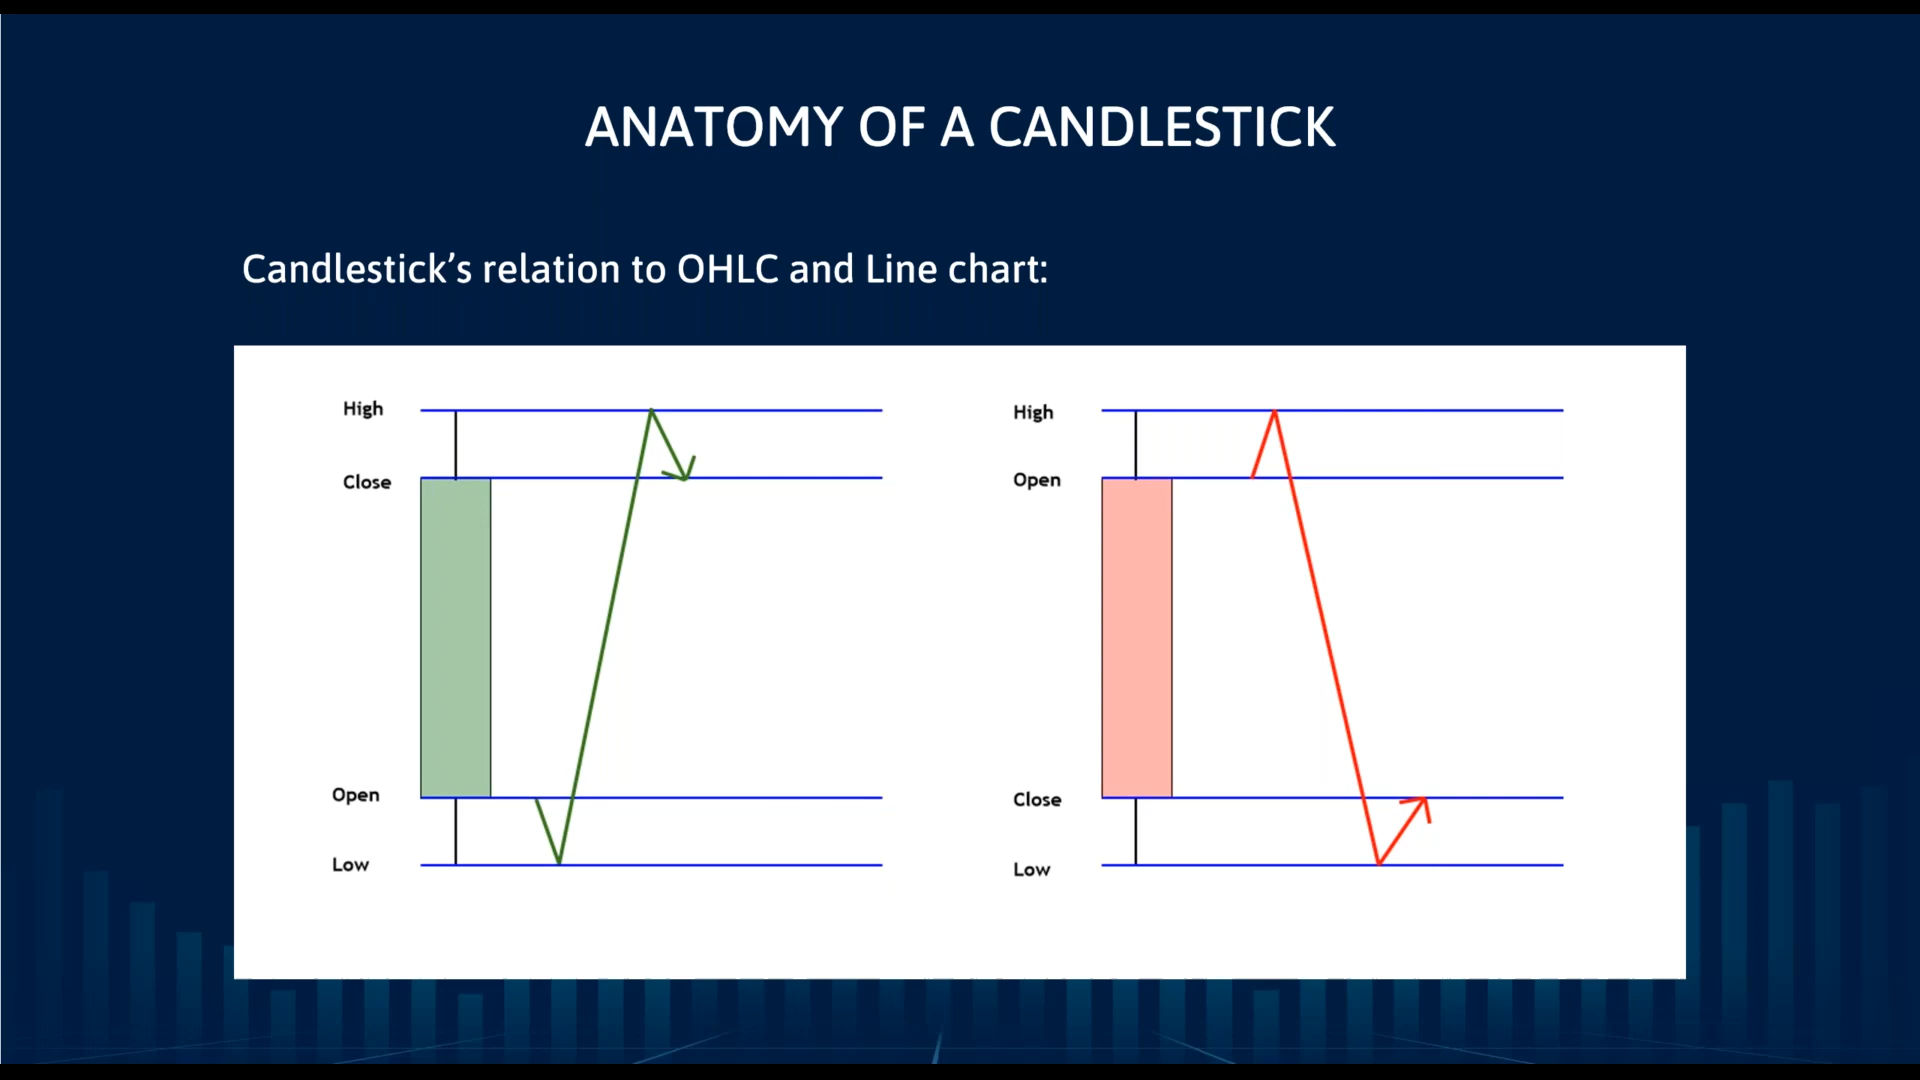 ANATOMY OF A CANDLESTICK
Candlestick’s relation to OHLC and Line chart:
High
Close
Open
Low
High
Open
Close
Low